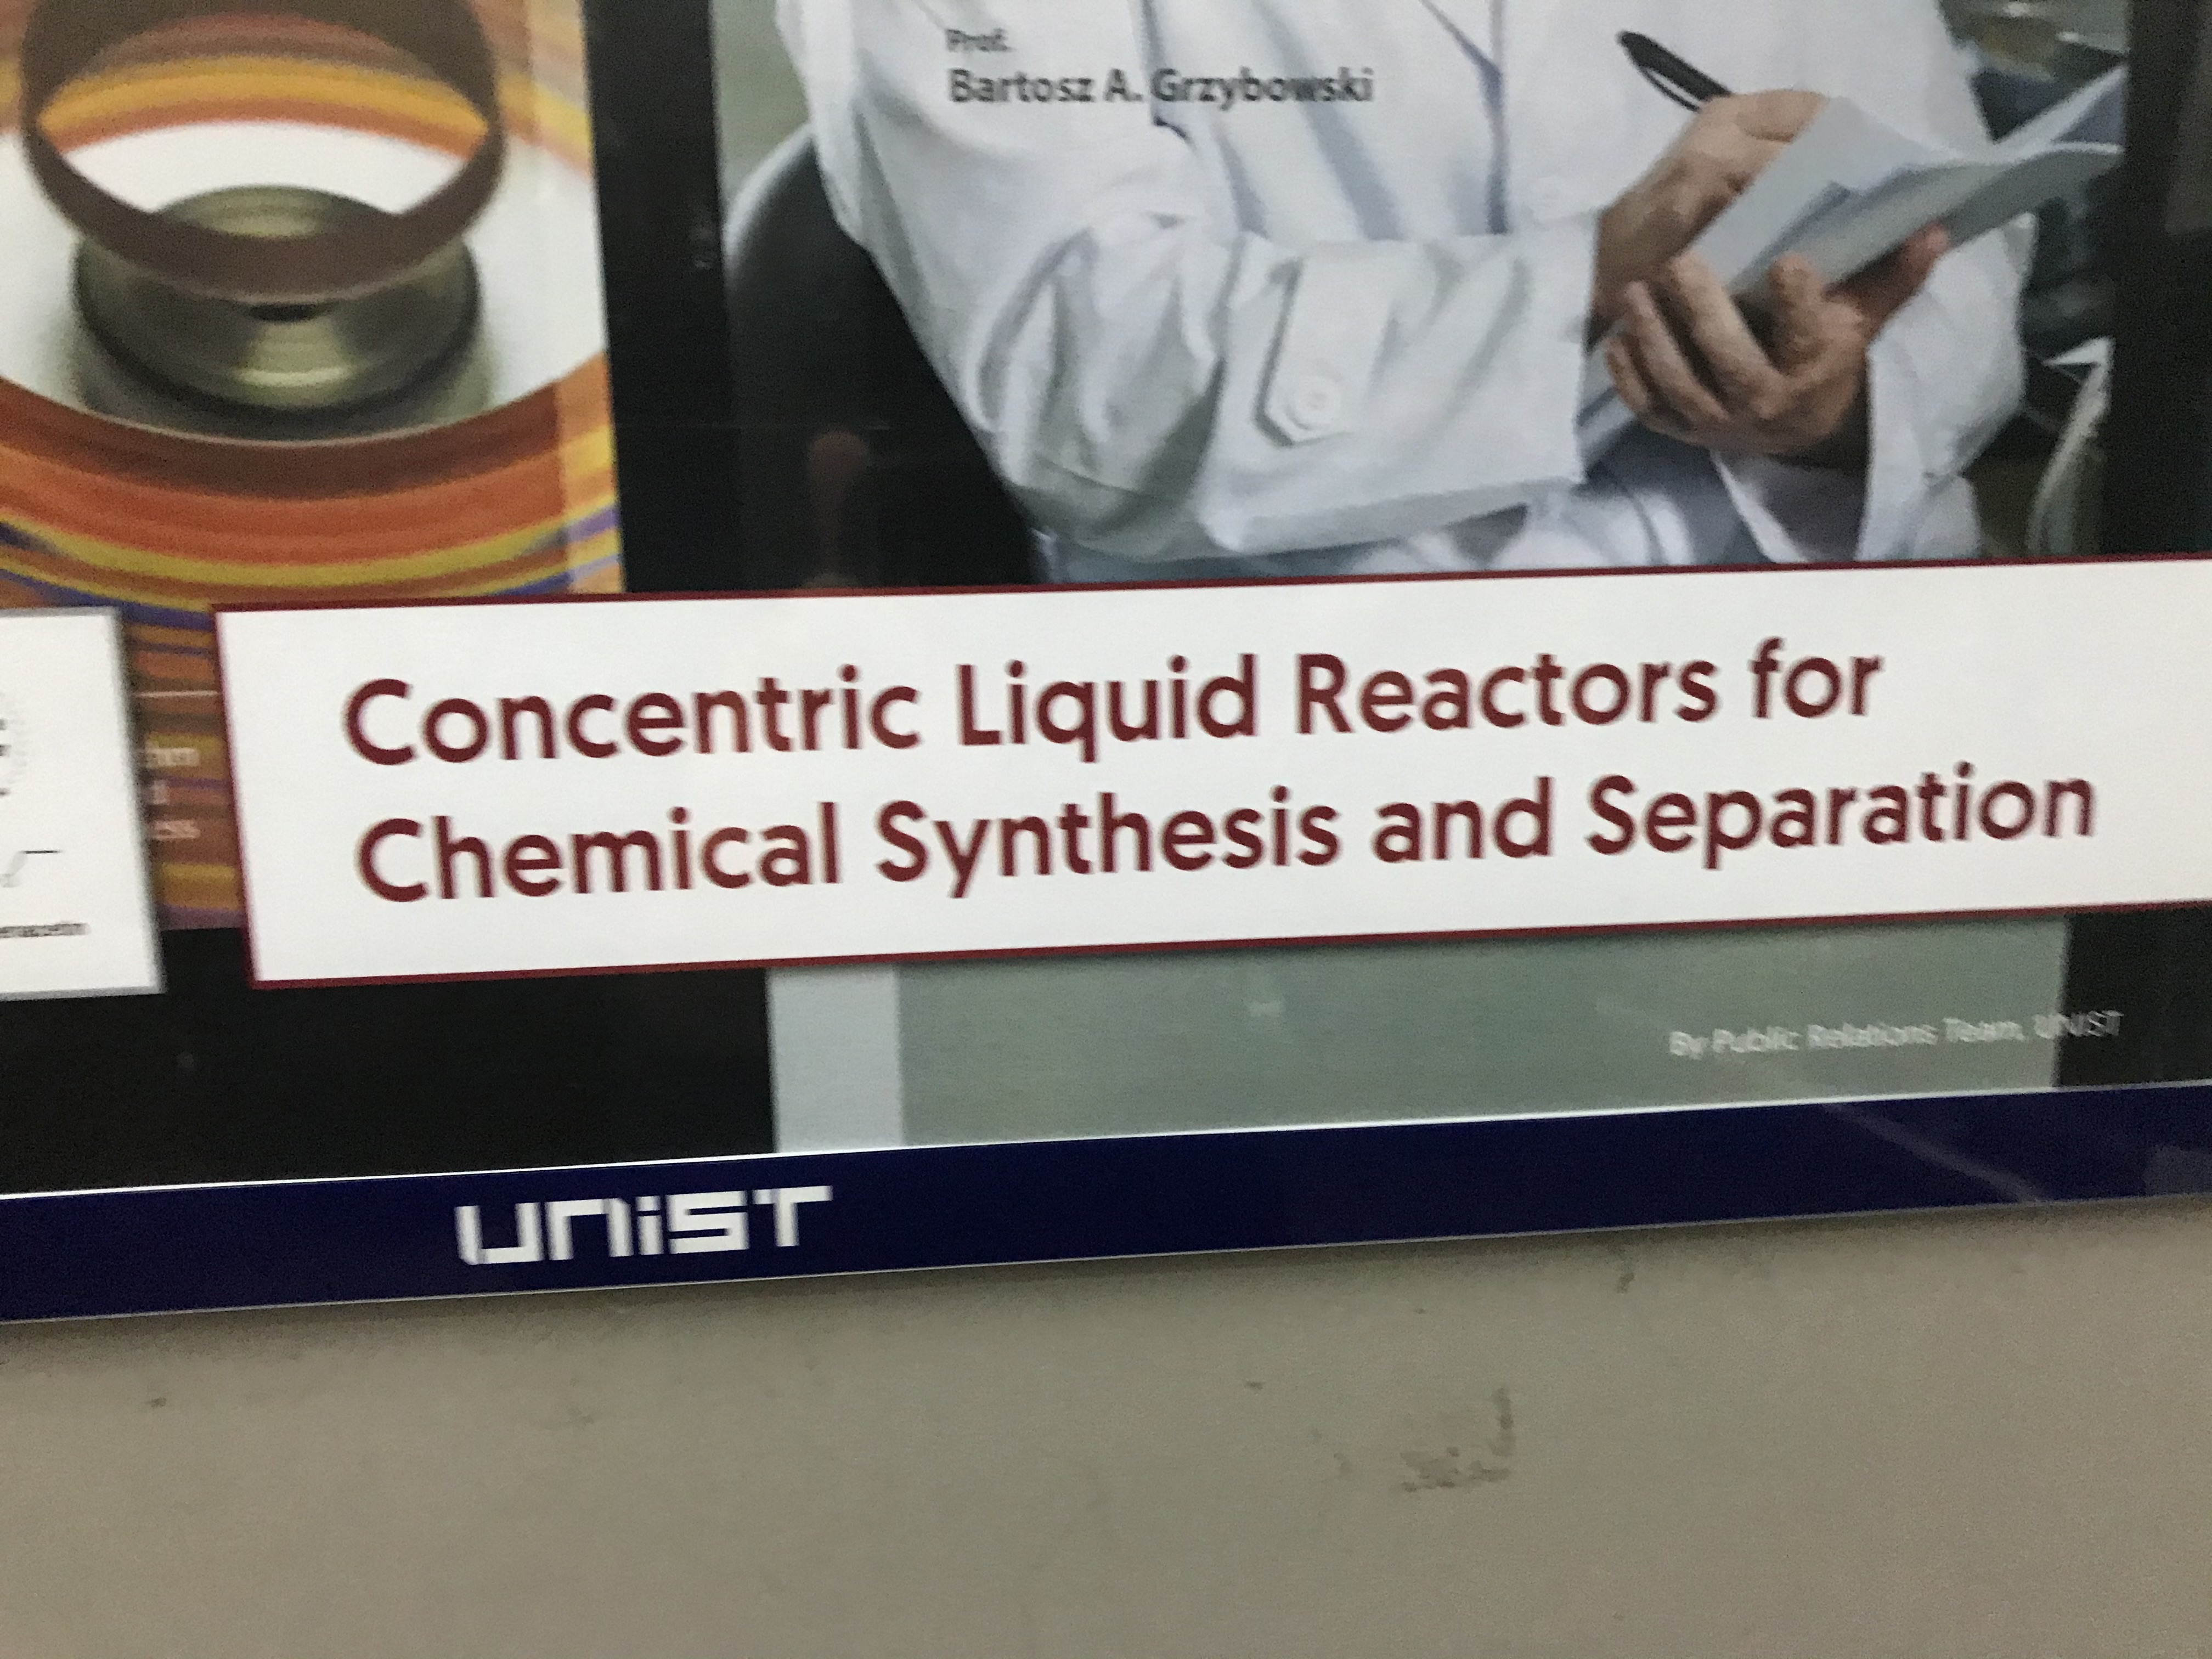 Prof.
Bartosz A. Grzybowski
Concentric Liquid Reactors for
Chemical Synthesis and Separation
By Public Relations Team, UNIST
UNIST